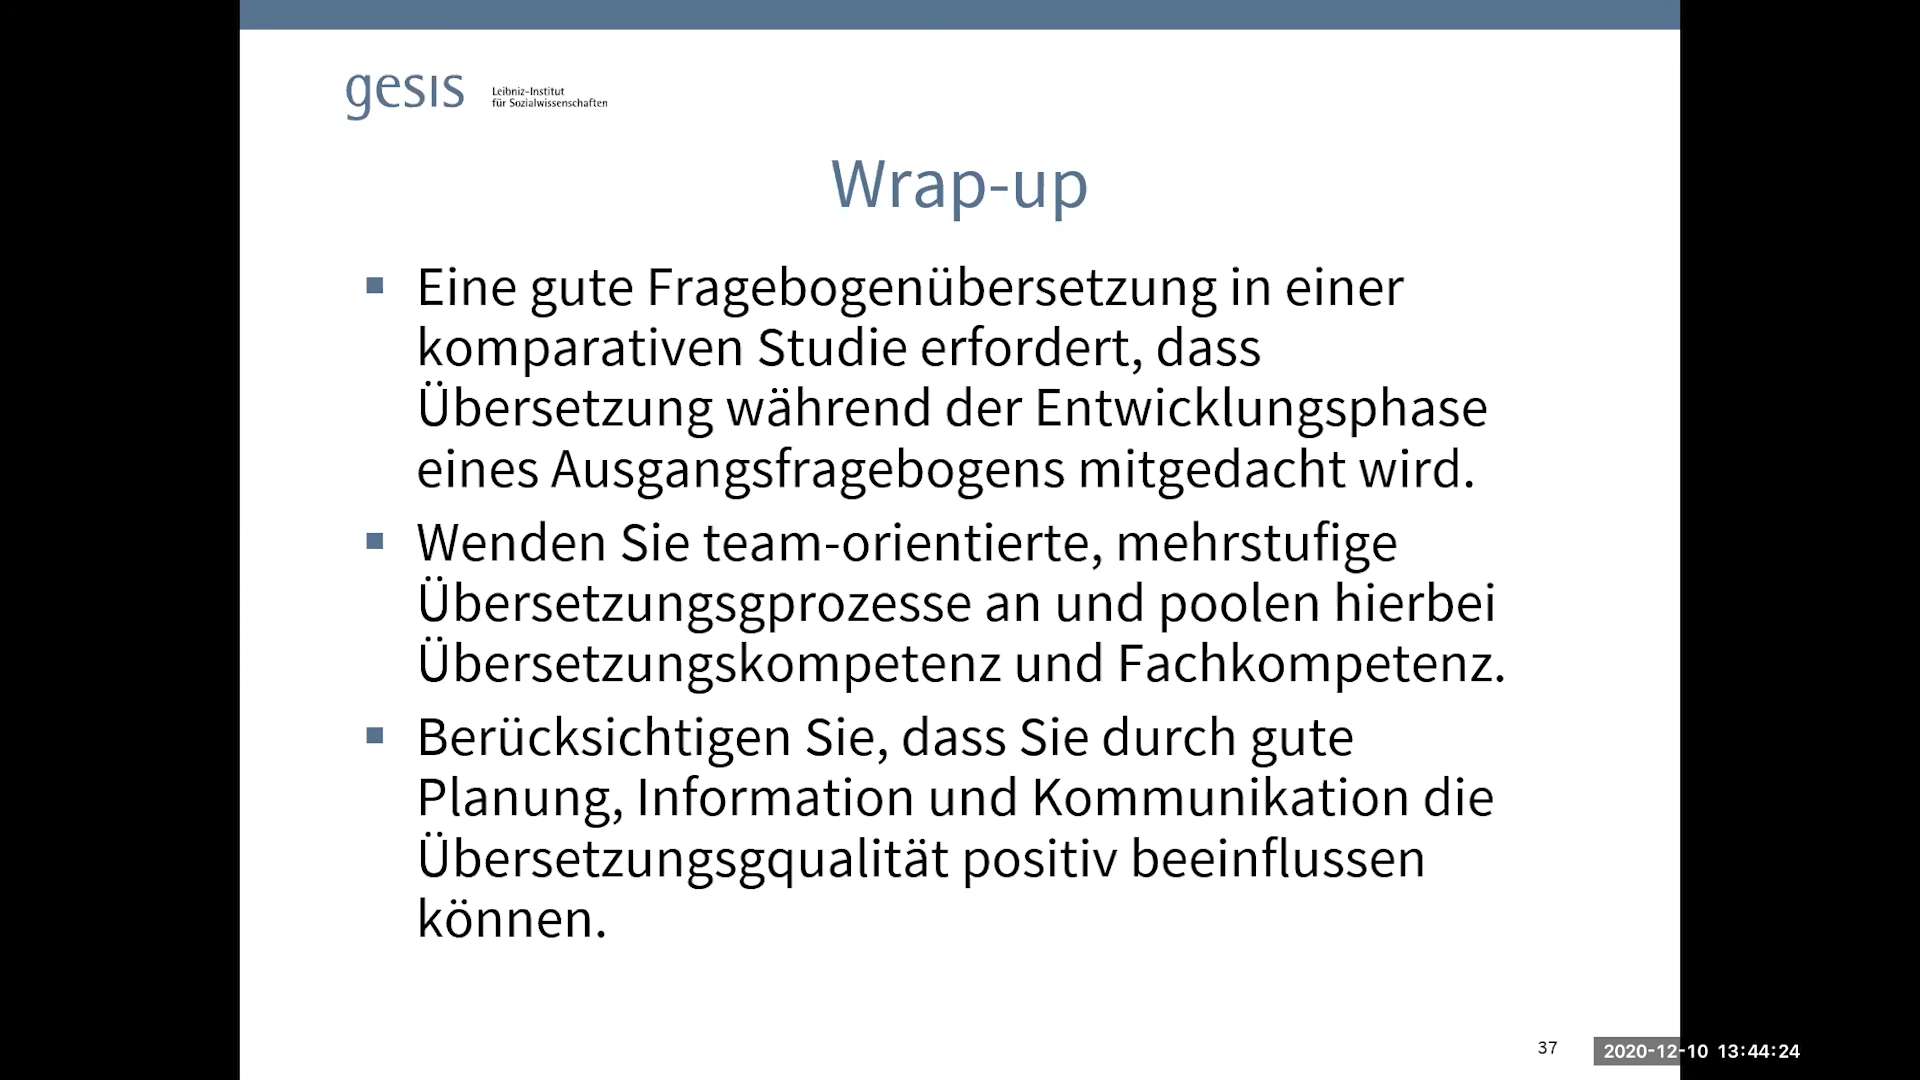 gesis
Leibniz-Institut
für Sozialwissenschaften
Wrap-up
Eine gute Fragebogenübersetzung in einer
komparativen Studie erfordert, dass
Übersetzung während der Entwicklungsphase
eines Ausgangsfragebogens mitgedacht wird.
Wenden Sie team-orientierte, mehrstufige
Übersetzungsgprozesse an und poolen hierbei
Übersetzungskompetenz und Fachkompetenz.
Berücksichtigen Sie, dass Sie durch gute
Planung, Information und Kommunikation die
Übersetzungsgqualität positiv beeinflussen
können.
37
2020-12-10 13:44:24